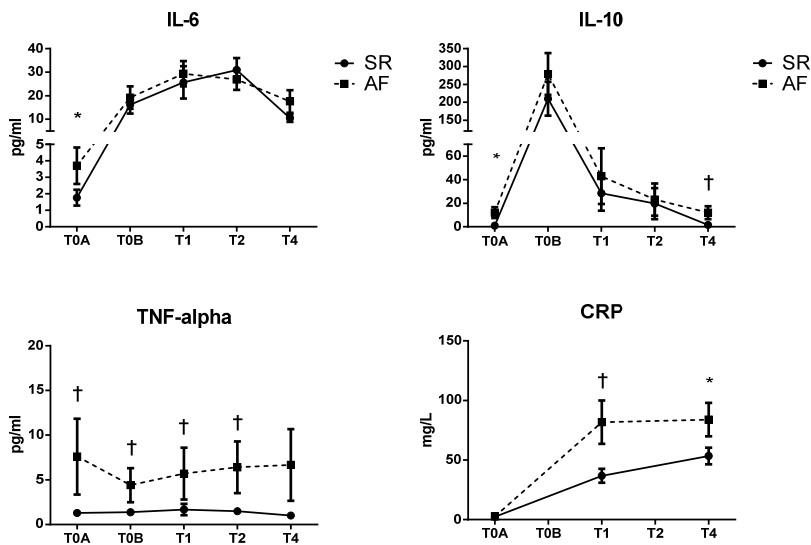 IL-6
40
30
20
10
5
4
3
2
1
0
pg/ml
*
T0A T0B T1 T2 T4
SR
AF
IL-10
350
300
250
200
150
60
40
20
0
pg/ml
*
†
T0A T0B T1 T2 T4
SR
AF
TNF-alpha
20
15
10
5
0
pg/ml
† † † †
T0A T0B T1 T2 T4
CRP
150
100
50
0
mg/L
† *
T0A T0B T1 T2 T4